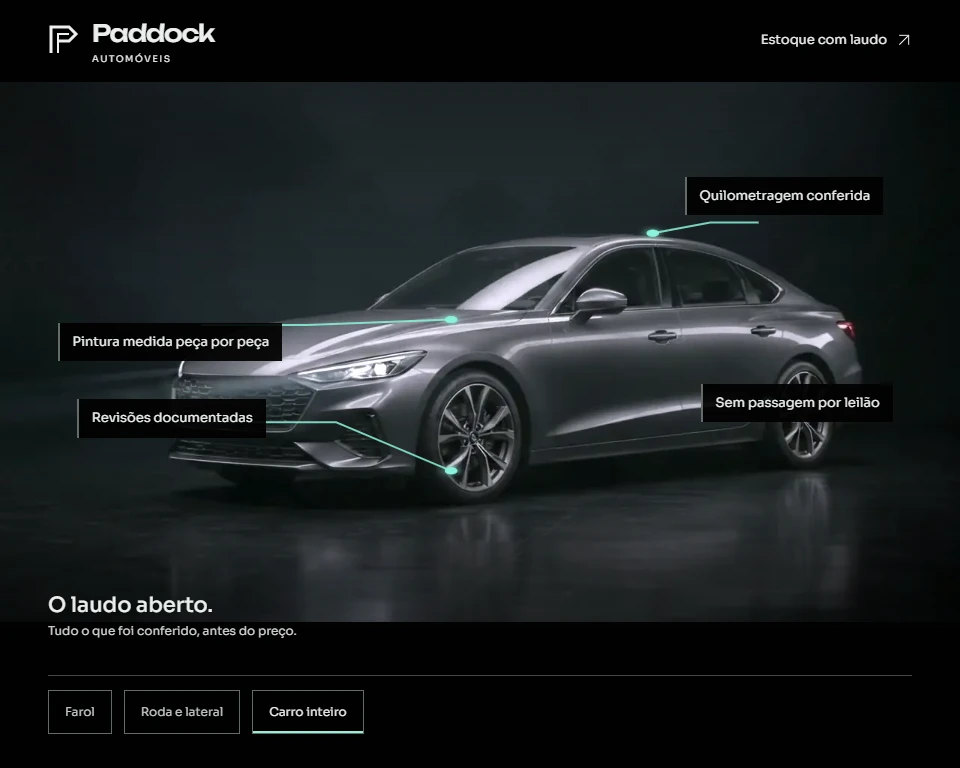 Paddock
AUTOMÓVEIS
Estoque com laudo
Quilometragem conferida
Pintura medida peça por peça
Sem passagem por leilão
Revisões documentadas
O laudo aberto.
Tudo o que foi conferido, antes do preço.
Farol
Roda e lateral
Carro inteiro